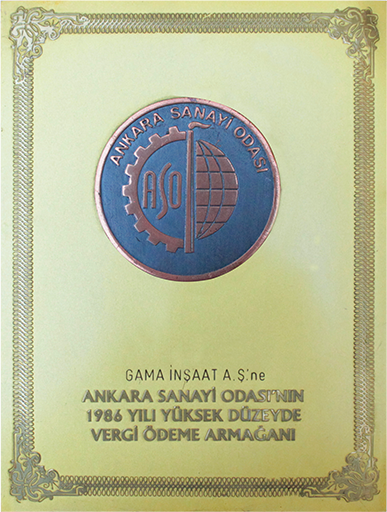 ANKARA SANAYİ ODASI
ASO
GAMA İNŞAAT A.Ş.'ne
ANKARA SANAYİ ODASI'NIN
1986 YILI YÜKSEK DÜZEYDE
VERGİ ÖDEME ARMAĞANI